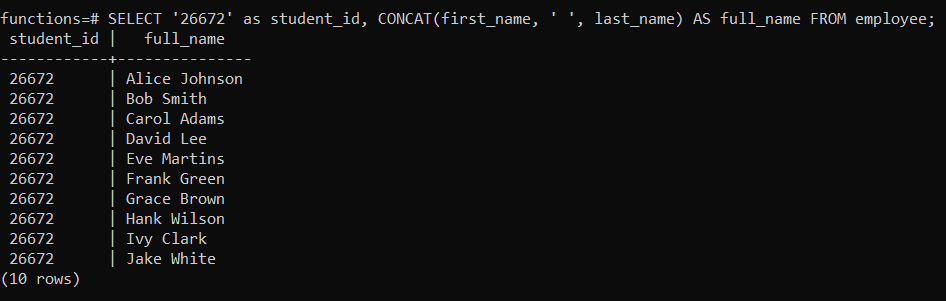 functions=# SELECT '26672' as student_id, CONCAT(first_name, ' ', last_name) AS full_name FROM employee;
 student_id |   full_name
------------+---------------
 26672      | Alice Johnson
 26672      | Bob Smith
 26672      | Carol Adams
 26672      | David Lee
 26672      | Eve Martins
 26672      | Frank Green
 26672      | Grace Brown
 26672      | Hank Wilson
 26672      | Ivy Clark
 26672      | Jake White
(10 rows)